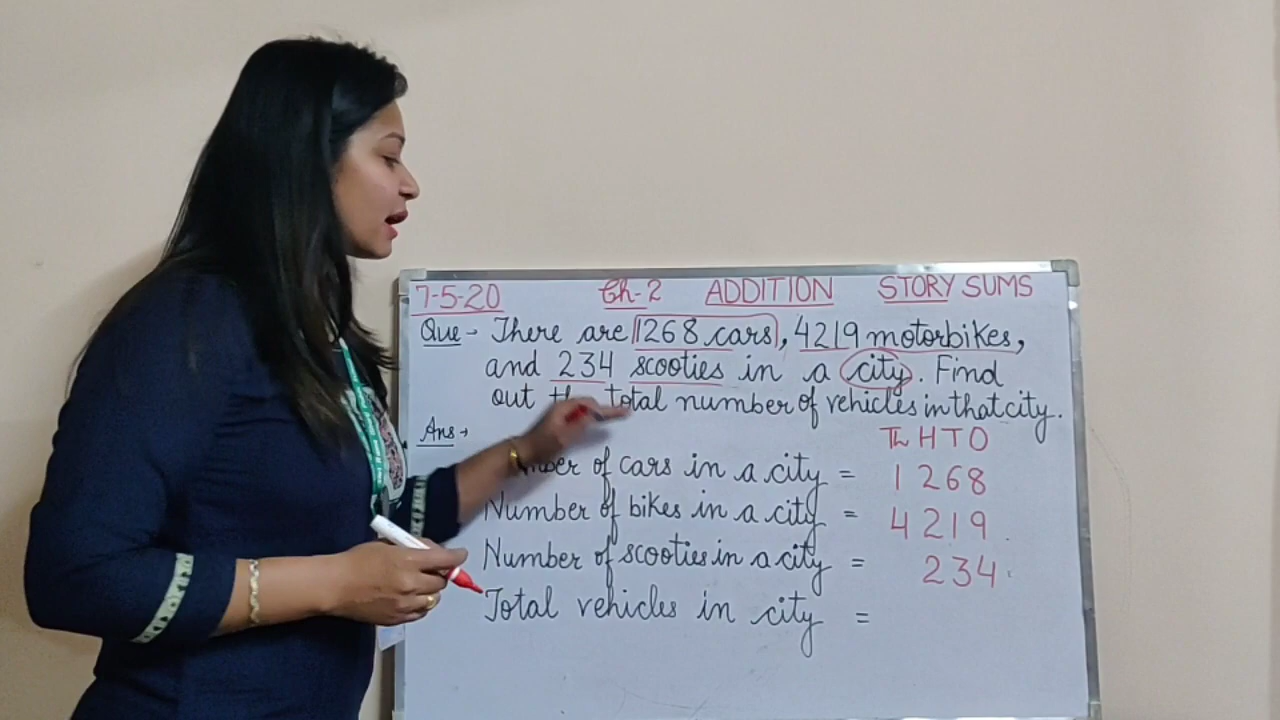 7-5-20 Ch-2 ADDITION STORY SUMS
Que → There are 1268 cars, 4219 motorbikes,
and 234 scooties in a city. Find
out total number of vehicles in that city.
Ans → Th H T O
of cars in a city = 1268
Number of bikes in a city = 4219
Number of scooties in a city = 234
Total vehicles in city =